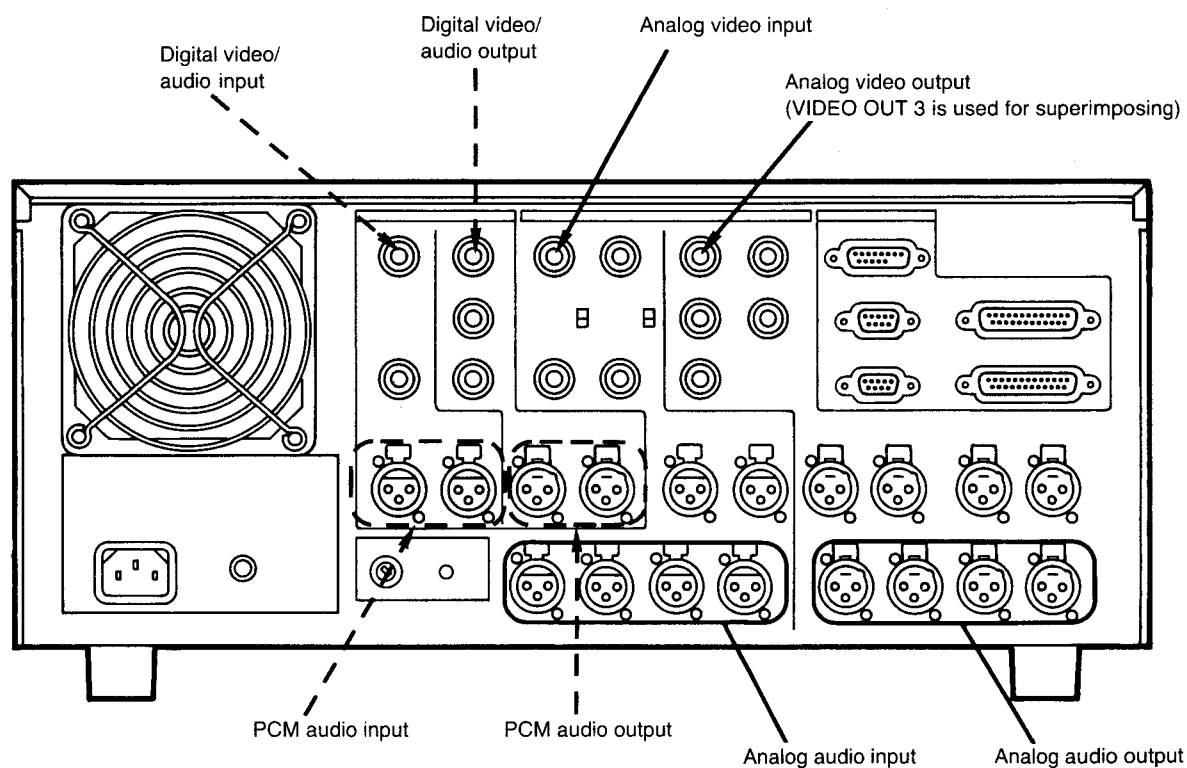 Digital video/
audio output
Analog video input
Digital video/
audio input
Analog video output
(VIDEO OUT 3 is used for superimposing)
PCM audio input
PCM audio output
Analog audio input
Analog audio output